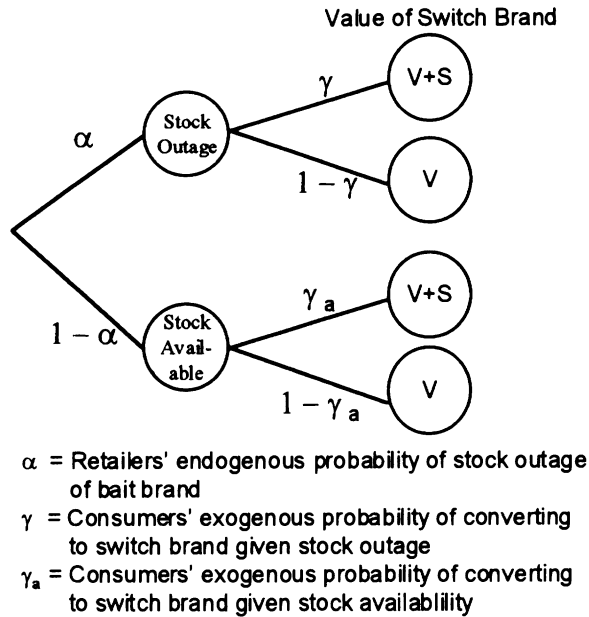 Value of Switch Brand
γ
V+S
Stock
Outage
α
1 − γ
V
γ a
V+S
1 − α
Stock
Avail-
able
1 − γ a
V
α = Retailers' endogenous probability of stock outage
of bait brand
γ = Consumers' exogenous probability of converting
to switch brand given stock outage
γa = Consumers' exogenous probability of converting
to switch brand given stock availablility